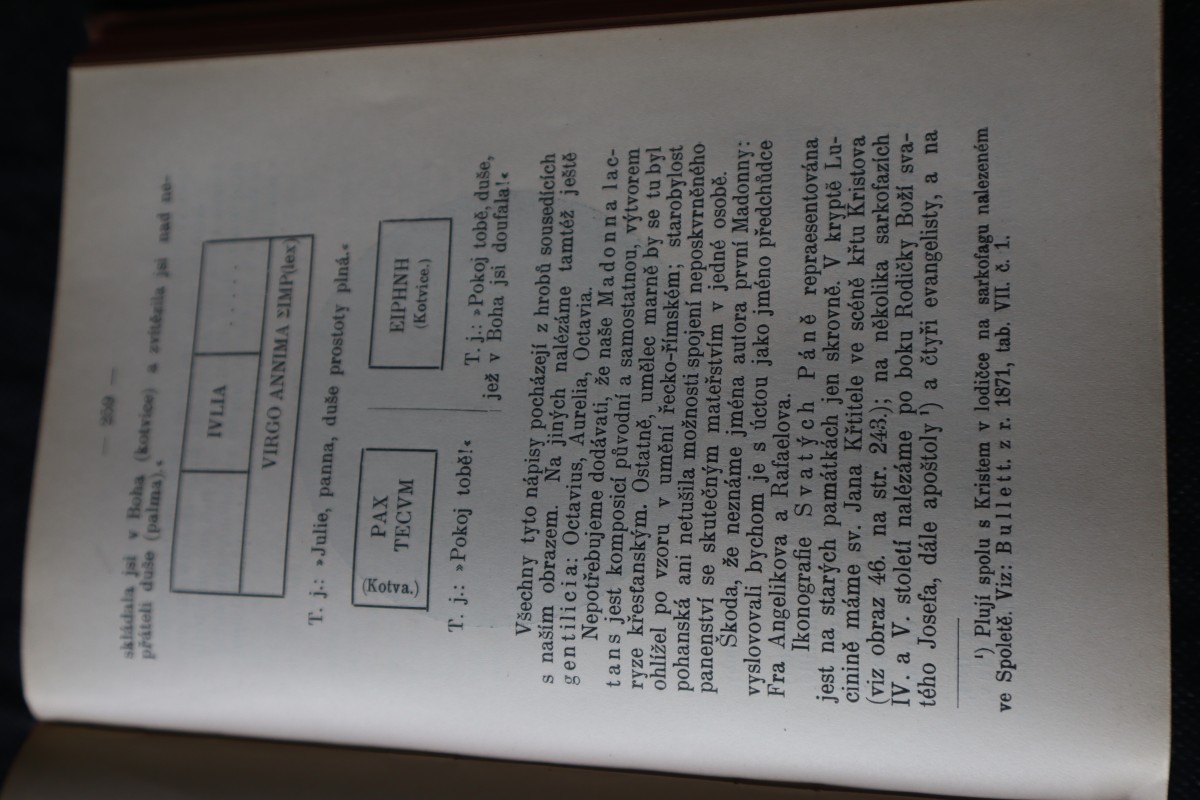 — 259 —
skládala jsi v Boha (kotvice) a zvítězila jsi nad ne-
přáteli duše (palma).«
IVLIA
. . . . .
VIRGO ANNIMA ΣIMP(lex)
T. j.: »Julie, panna, duše prostoty plná.«
PAX
TECVM
(Kotva.)
T. j.: »Pokoj tobě!«
EIPHNH
(Kotvice.)
T. j.: »Pokoj tobě, duše,
jež v Boha jsi doufala!«
Všechny tyto nápisy pocházejí z hrobů sousedících
s naším obrazem. Na jiných nalézáme tamtéž ještě
gentilicia: Octavius, Aurelia, Octavia.
Nepotřebujeme dodávati, že naše Madonna lac-
tans jest komposicí původní a samostatnou, výtvorem
ryze křesťanským. Ostatně, umělec marně by se tu byl
ohlížel po vzoru v umění řecko-římském; starobylost
pohanská ani netušila možnosti spojení neposkvrněného
panenství se skutečným mateřstvím v jedné osobě.
Škoda, že neznáme jména autora první Madonny:
vyslovovali bychom je s úctou jako jméno předchůdce
Fra Angelikova a Rafaelova.
Ikonografie Svatých Páně repraesentována
jest na starých památkách jen skrovně. V kryptě Lu-
cinině máme sv. Jana Křtitele ve scéně křtu Kristova
(viz obraz 46. na str. 243.); na několika sarkofazích
IV. a V. století nalézáme po boku Rodičky Boží sva-
tého Josefa, dále apoštoly ¹) a čtyři evangelisty, a na
¹) Plují spolu s Kristem v lodičce na sarkofagu nalezeném
ve Spoletě. Viz: Bullett. z r. 1871, tab. VII. č. 1.